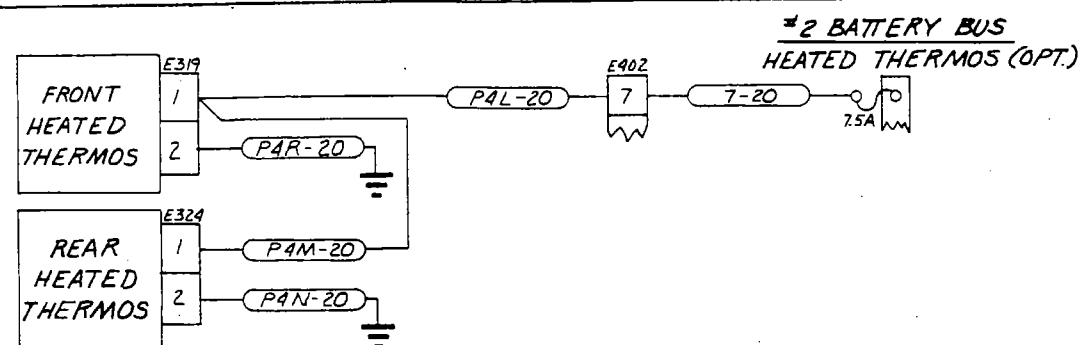 #2 BATTERY BUS
HEATED THERMOS (OPT.)
E319
FRONT
HEATED
THERMOS
1
2
P4L-20
E402
7
7-20
7.5A
P4R-20
E324
REAR
HEATED
THERMOS
1
2
P4M-20
P4N-20